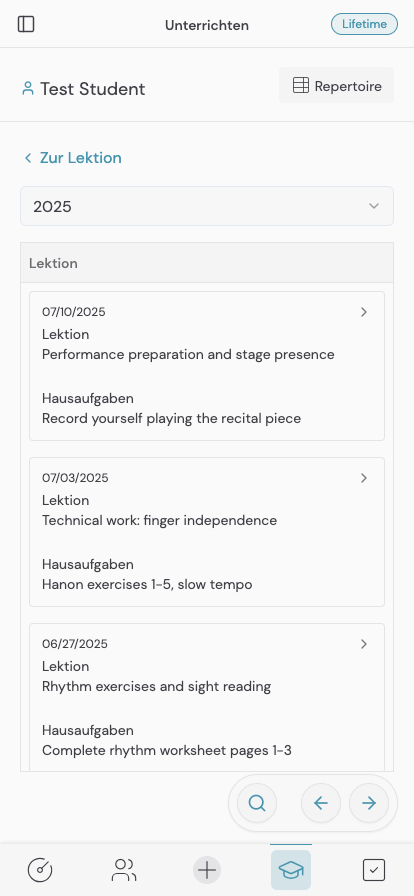 Unterrichten
Lifetime
Test Student
Repertoire
Zur Lektion
2025
Lektion
07/10/2025
Lektion
Performance preparation and stage presence
Hausaufgaben
Record yourself playing the recital piece
07/03/2025
Lektion
Technical work: finger independence
Hausaufgaben
Hanon exercises 1-5, slow tempo
06/27/2025
Lektion
Rhythm exercises and sight reading
Hausaufgaben
Complete rhythm worksheet pages 1-3